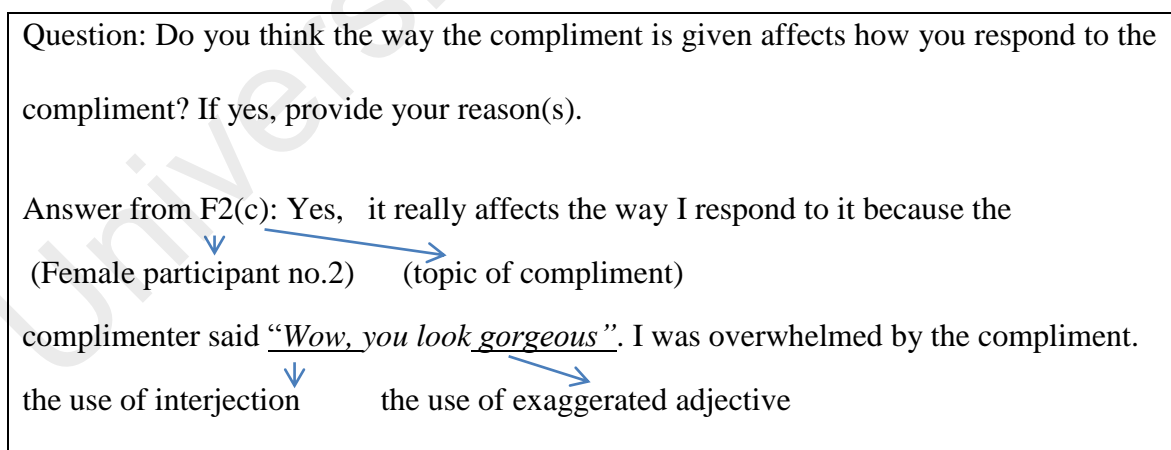 Question: Do you think the way the compliment is given affects how you respond to the
compliment? If yes, provide your reason(s).
Answer from F2(c): Yes, it really affects the way I respond to it because the
(Female participant no.2) (topic of compliment)
complimenter said “Wow, you look gorgeous”. I was overwhelmed by the compliment.
the use of interjection the use of exaggerated adjective
Univers